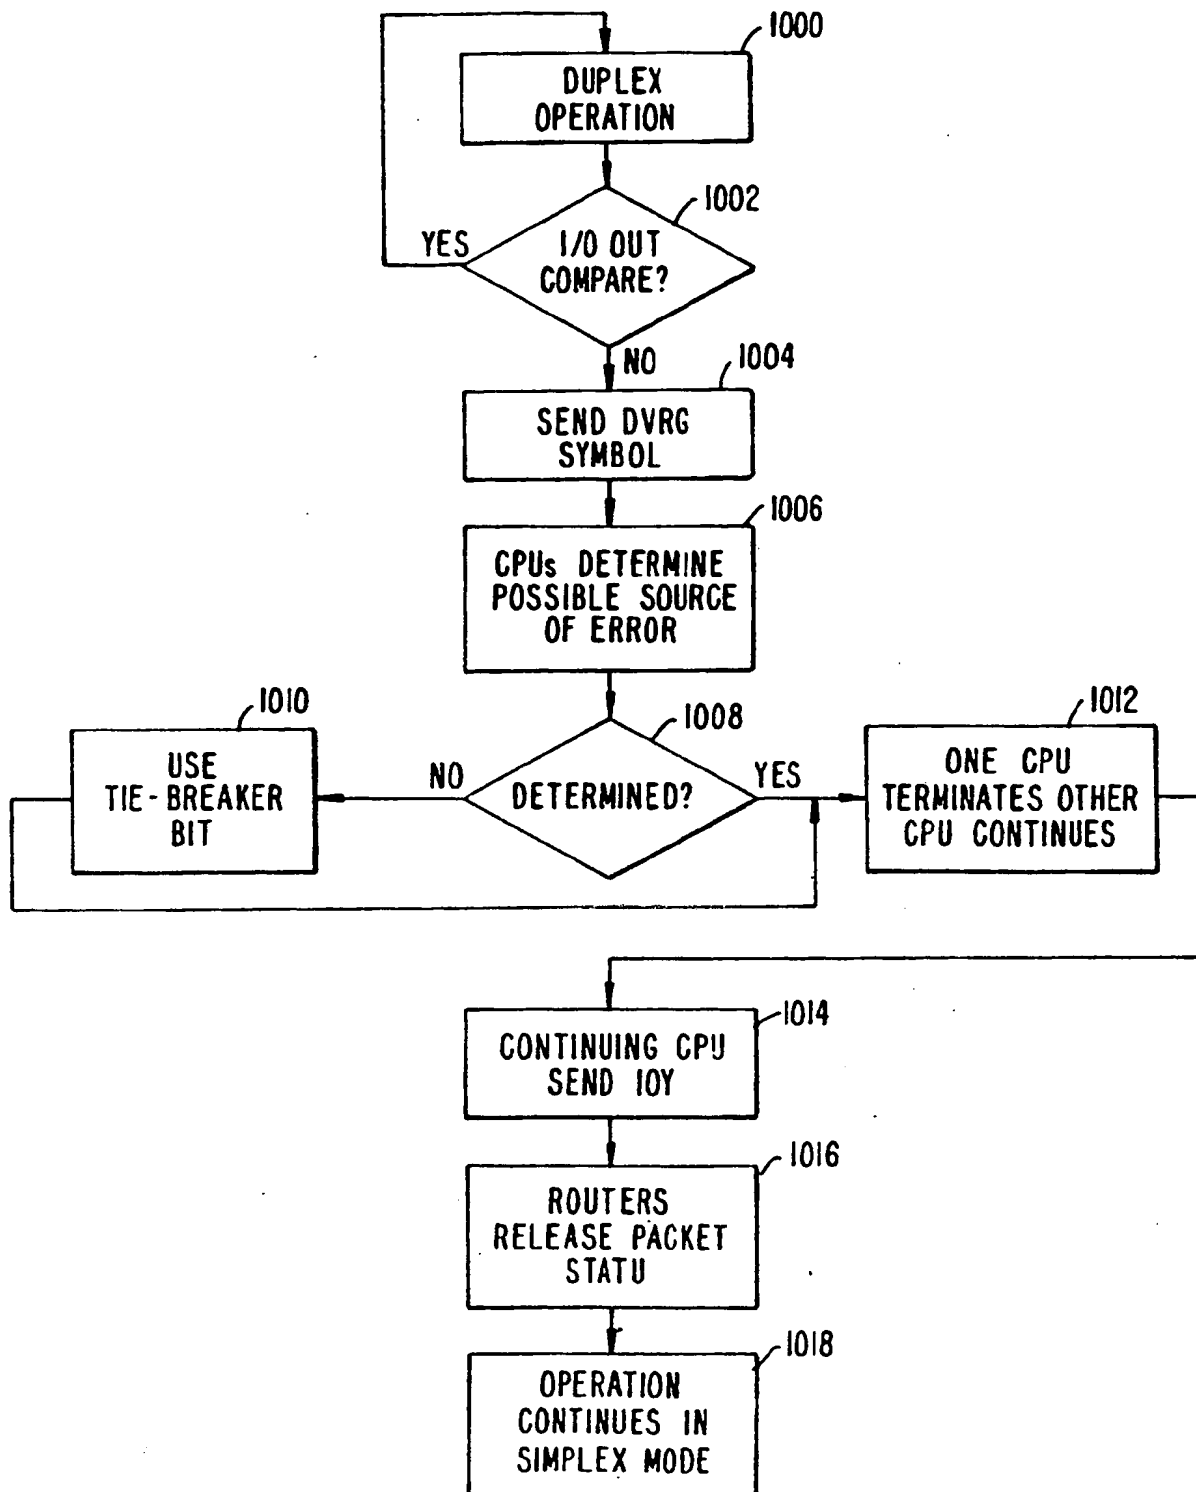 1000
DUPLEX
OPERATION
1002
YES
I/O OUT
COMPARE?
NO
1004
SEND DVRG
SYMBOL
1006
CPUs DETERMINE
POSSIBLE SOURCE
OF ERROR
1008
1010
1012
USE
TIE-BREAKER
BIT
NO
DETERMINED?
YES
ONE CPU
TERMINATES OTHER
CPU CONTINUES
1014
CONTINUING CPU
SEND IOY
1016
ROUTERS
RELEASE PACKET
STATU
1018
OPERATION
CONTINUES IN
SIMPLEX MODE